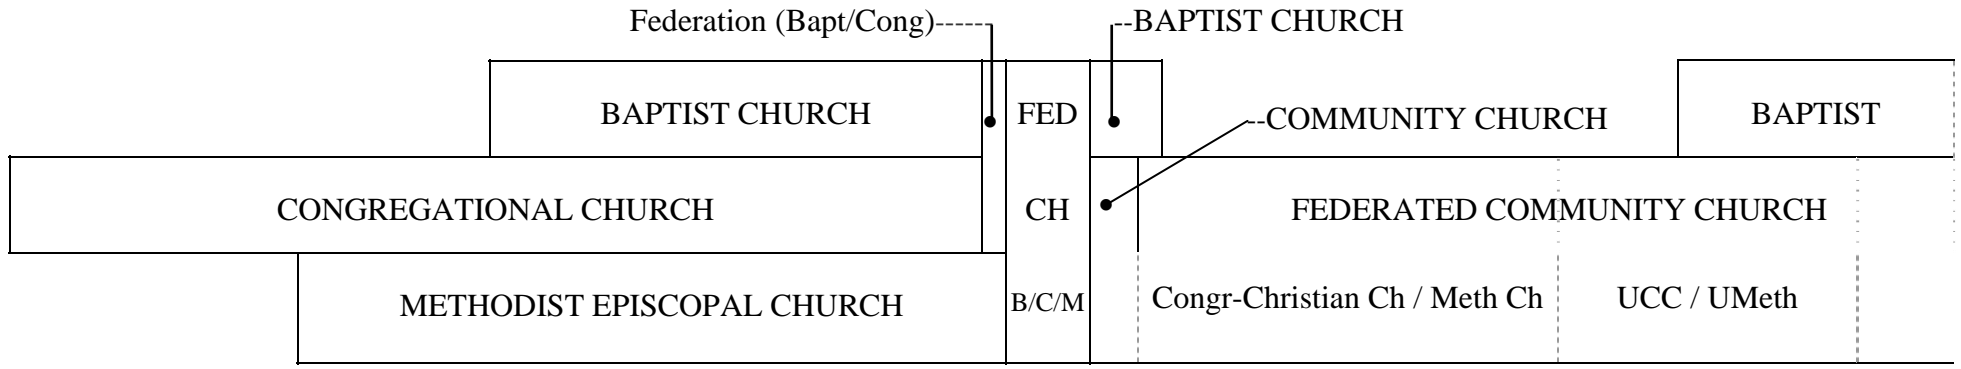 Federation (Bapt/Cong)------ --BAPTIST CHURCH
BAPTIST CHURCH FED --COMMUNITY CHURCH BAPTIST
CONGREGATIONAL CHURCH CH FEDERATED COMMUNITY CHURCH
METHODIST EPISCOPAL CHURCH B/C/M Congr-Christian Ch / Meth Ch UCC / UMeth